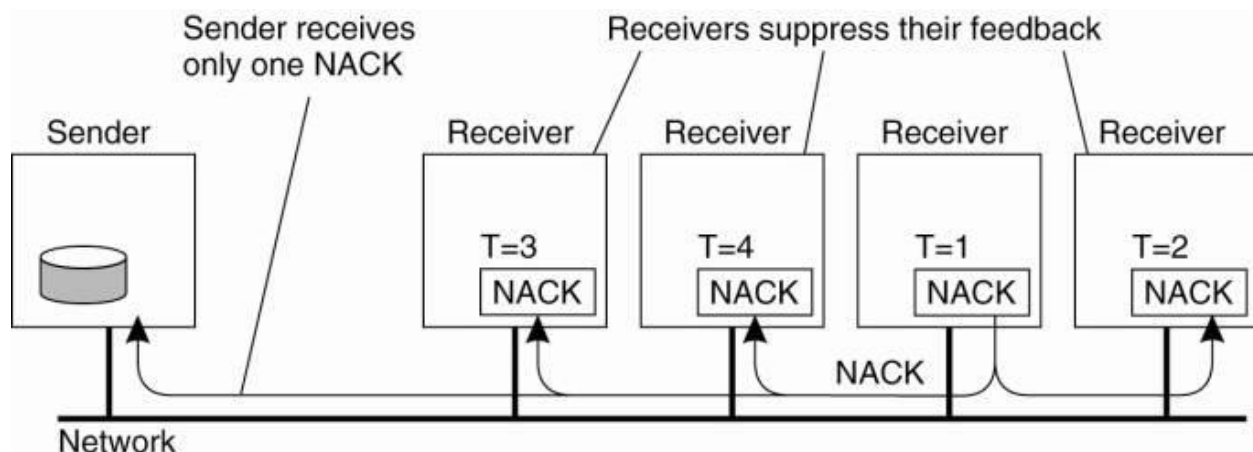 Sender receives
only one NACK
Receivers suppress their feedback
Sender
Receiver
Receiver
Receiver
Receiver
T=3
T=4
T=1
T=2
NACK
NACK
NACK
NACK
NACK
Network